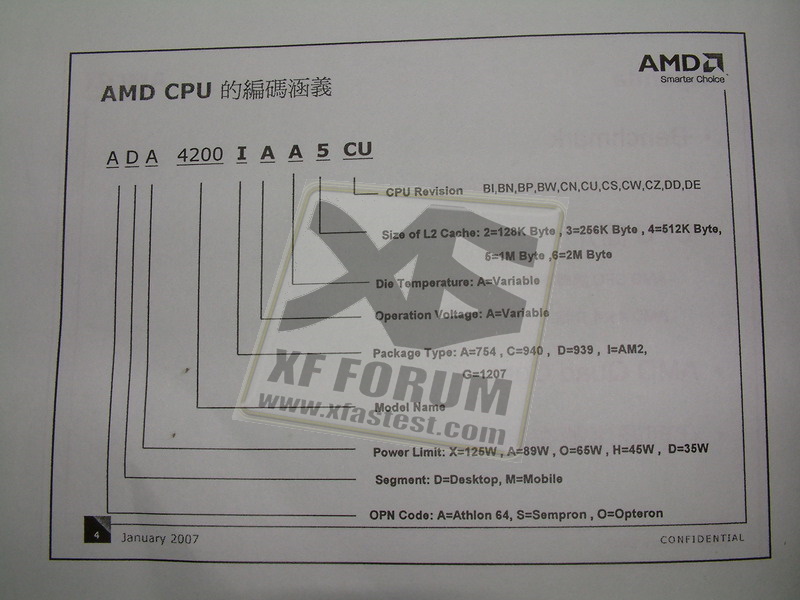 AMD
Smarter Choice
AMD CPU 的編碼涵義
A D A 4200 I A A 5 CU
CPU Revision BI,BN,BP,BW,CN,CU,CS,CW,CZ,DD,DE
Size of L2 Cache: 2=128K Byte , 3=256K Byte , 4=512K Byte,
5=1M Byte ,6=2M Byte
Die Temperature: A=Variable
Operation Voltage: A=Variable
Package Type: A=754 , C=940 , D=939 , I=AM2,
G=1207
XF FORUM
www.xfastest.com
Model Name
Power Limit: X=125W , A=89W , O=65W , H=45W , D=35W
Segment: D=Desktop, M=Mobile
OPN Code: A=Athlon 64, S=Sempron , O=Opteron
4 January 2007
CONFIDENTIAL